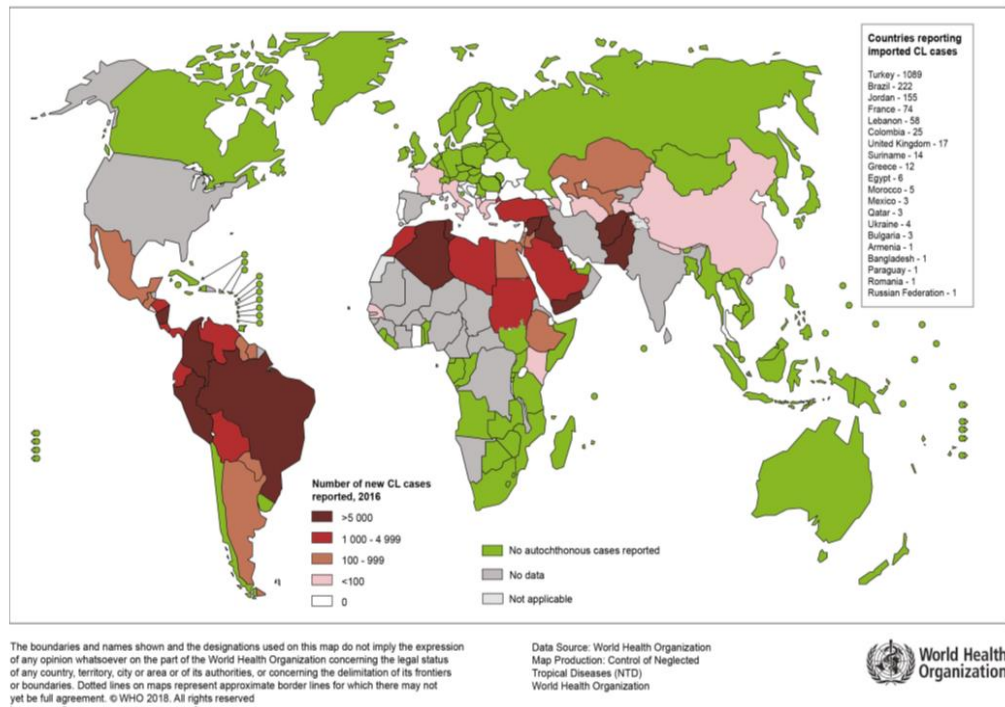 Countries reporting
imported CL cases
Turkey - 1089
Brazil - 222
Jordan - 155
France - 74
Lebanon - 58
Colombia - 25
United Kingdom - 17
Suriname - 14
Greece - 12
Egypt - 6
Morocco - 5
Mexico - 3
Qatar - 3
Ukraine - 4
Bulgaria - 3
Armenia - 1
Bangladesh - 1
Paraguay - 1
Romania - 1
Russian Federation - 1
Number of new CL cases
reported, 2016
>5 000
1 000 - 4 999
100 - 999
<100
0
No autochthonous cases reported
No data
Not applicable
The boundaries and names shown and the designations used on this map do not imply the expression
of any opinion whatsoever on the part of the World Health Organization concerning the legal status
of any country, territory, city or area or of its authorities, or concerning the delimitation of its frontiers
or boundaries. Dotted lines on maps represent approximate border lines for which there may not
yet be full agreement. © WHO 2018. All rights reserved
Data Source: World Health Organization
Map Production: Control of Neglected
Tropical Diseases (NTD)
World Health Organization
World Health
Organization